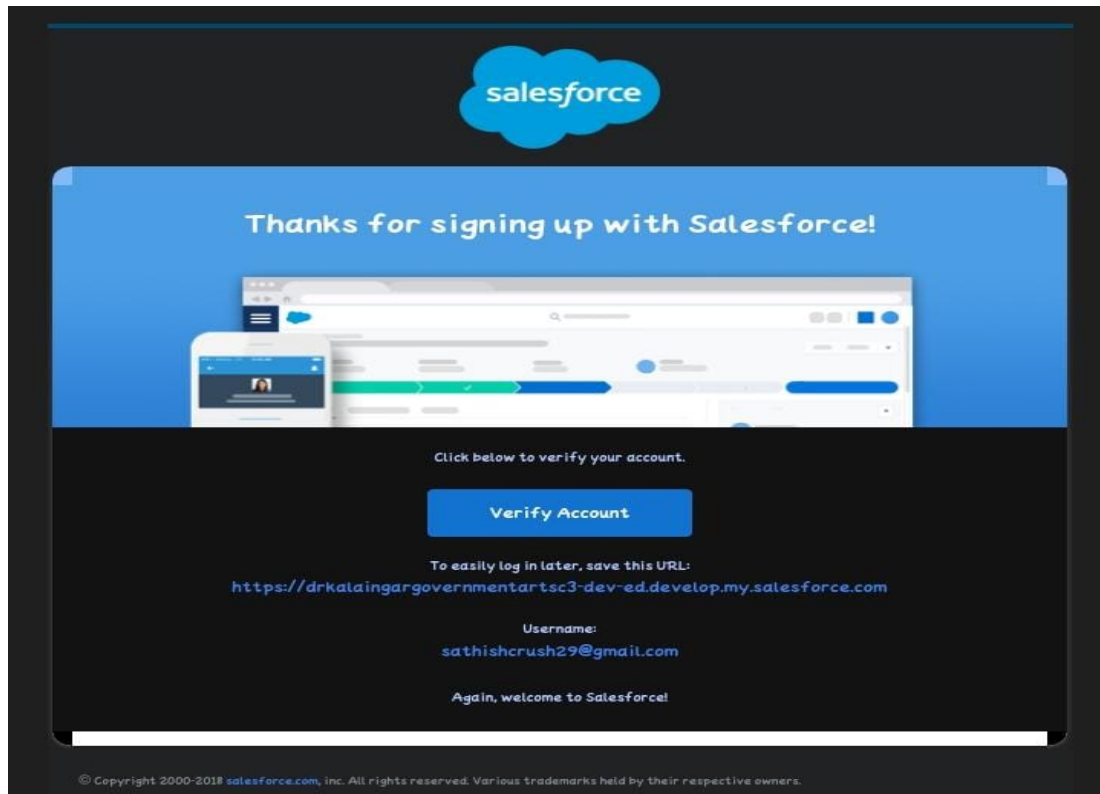 salesforce
Thanks for signing up with Salesforce!
Click below to verify your account.
Verify Account
To easily log in later, save this URL:
https://drkalaingargovernmentartsc3-dev-ed.develop.my.salesforce.com
Username:
sathishcrush29@gmail.com
Again, welcome to Salesforce!
© Copyright 2000-2018 salesforce.com, inc. All rights reserved. Various trademarks held by their respective owners.